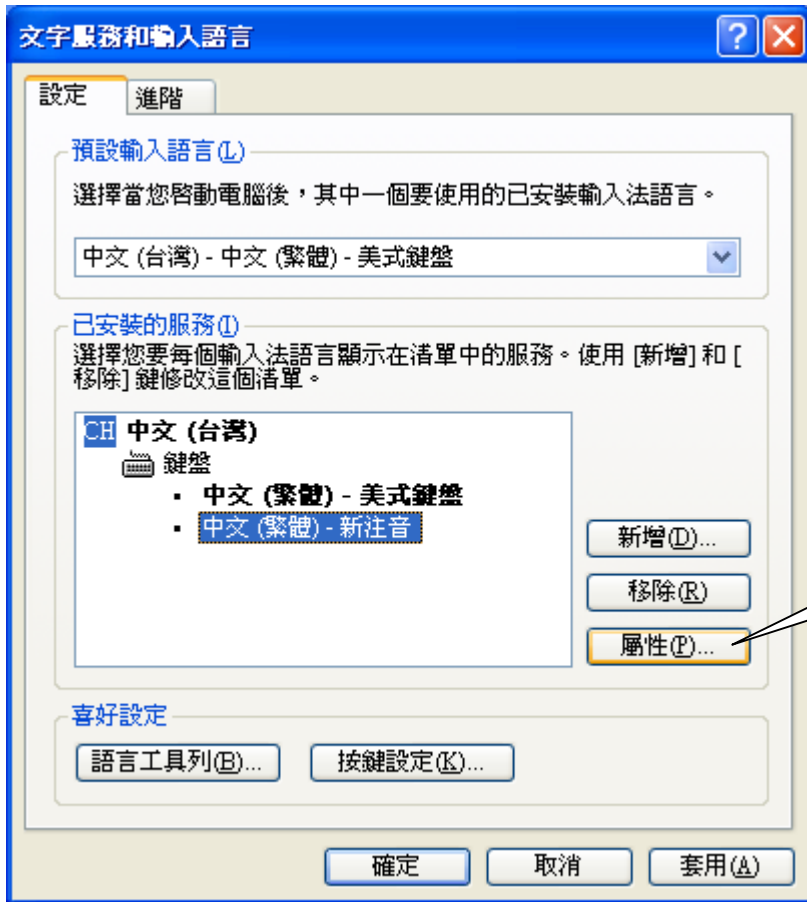 文字服務和輸入語言
設定
進階
預設輸入語言(L)
選擇當您啓動電腦後，其中一個要使用的已安裝輸入法語言。
中文 (台灣) - 中文 (繁體) - 美式鍵盤
已安裝的服務(I)
選擇您要每個輸入法語言顯示在清單中的服務。使用 [新增] 和 [
移除] 鍵修改這個清單。
CH 中文 (台灣)
鍵盤
中文 (繁體) - 美式鍵盤
中文 (繁體) - 新注音
新增(D)...
移除(R)
屬性(P)...
喜好設定
語言工具列(B)...
按鍵設定(K)...
確定
取消
套用(A)